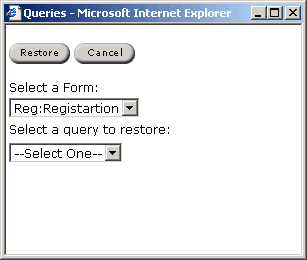 Queries - Microsoft Internet Explorer
Restore Cancel
Select a Form:
Reg:Registartion
Select a query to restore:
--Select One--